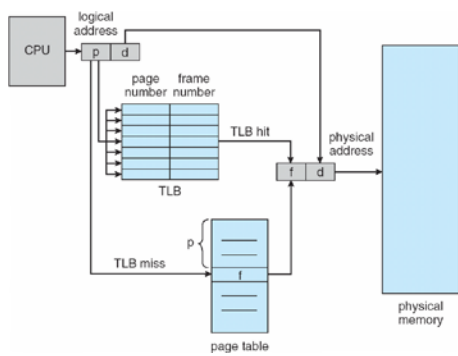 logical
address
CPU
p d
page
number
frame
number
TLB hit
physical
address
TLB
f d
p
TLB miss
f
physical
memory
page table